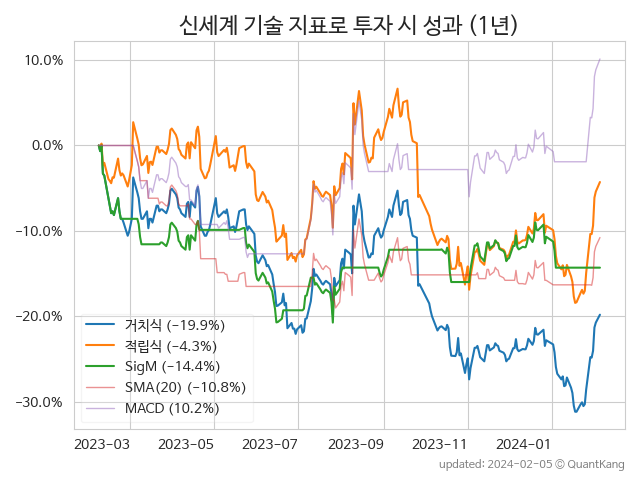 신세계 기술 지표로 투자 시 성과 (1년)
10.0%
0.0%
−10.0%
−20.0%
−30.0%
거치식 (−19.9%)
적립식 (−4.3%)
SigM (−14.4%)
SMA(20) (−10.8%)
MACD (10.2%)
2023−03
2023−05
2023−07
2023−09
2023−11
2024−01
updated: 2024-02-05 © QuantKang